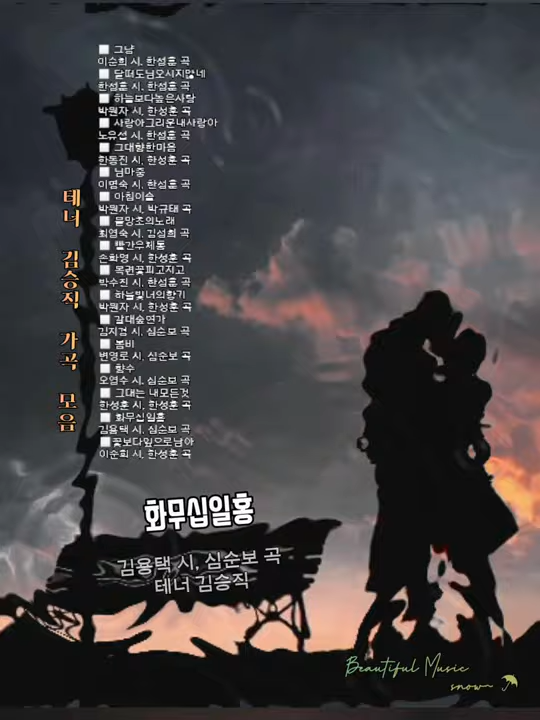 ■ 그냥
이순희 시, 한성훈 곡
■ 달떠도님오시지않네
한성훈 시, 한성훈 곡
■ 하늘보다높은사랑
박원자 시, 한성훈 곡
■ 사랑아그리운내사랑아
노유섭 시, 한성훈 곡
■ 그대향한마음
한동진 시, 한성훈 곡
■ 님마중
이명숙 시, 한성훈 곡
■ 아침이슬
박원자 시, 박규태 곡
■ 물망초의노래
최영숙 시, 김성희 곡
■ 빨간우체통
손화영 시, 한성훈 곡
■ 목련꽃피고지고
박수진 시, 한성훈 곡
■ 하늘빛너의향기
박원자 시, 한성훈 곡
■ 갈대숲연가
시, 심순보 곡
■ 봄비
변영로 시, 심순보 곡
■ 향수
시, 심순보 곡
■ 그대는 내모든것
한성훈 시, 한성훈 곡
■ 화무십일홍
김용택 시, 심순보 곡
■꽃보다잎으로남아
이순희 시, 한성훈 곡
테너 김승직 가곡 모음
화무십일홍
김용택 시, 심순보 곡
테너 김승직
Beautiful Music
snow